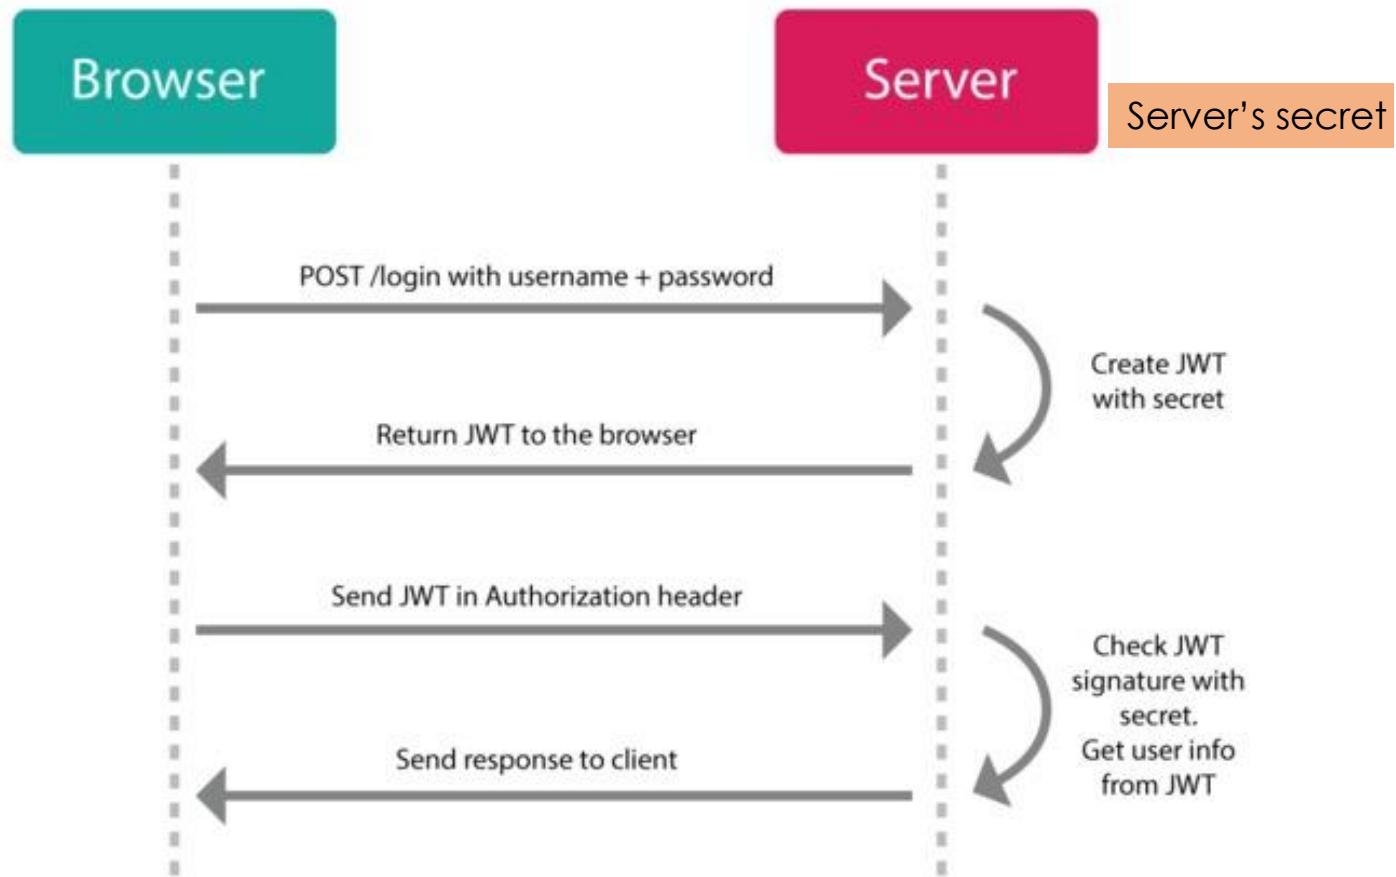 Browser
Server
Server’s secret
POST /login with username + password
Create JWT
with secret
Return JWT to the browser
Send JWT in Authorization header
Check JWT
signature with
secret.
Get user info
from JWT
Send response to client